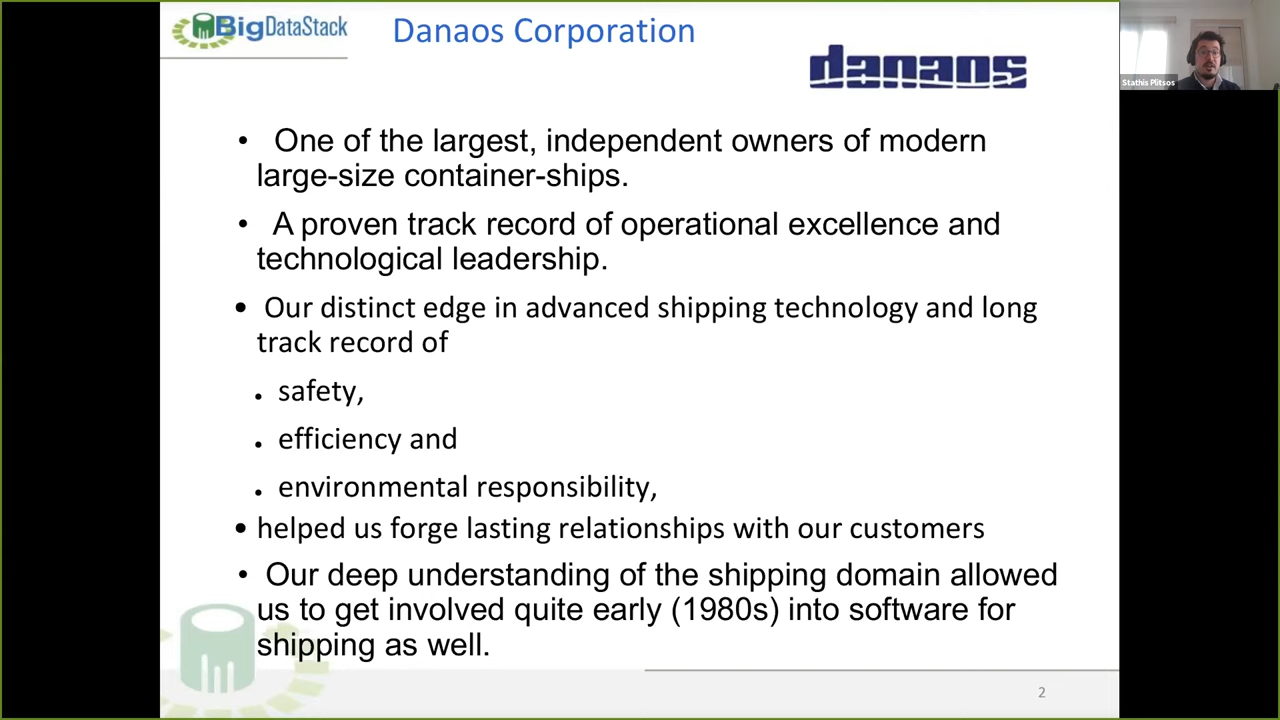 BigDataStack
Danaos Corporation
danaos
Stathis Plitsos
• One of the largest, independent owners of modern
large-size container-ships.
• A proven track record of operational excellence and
technological leadership.
• Our distinct edge in advanced shipping technology and long
track record of
• safety,
• efficiency and
• environmental responsibility,
• helped us forge lasting relationships with our customers
• Our deep understanding of the shipping domain allowed
us to get involved quite early (1980s) into software for
shipping as well.
2